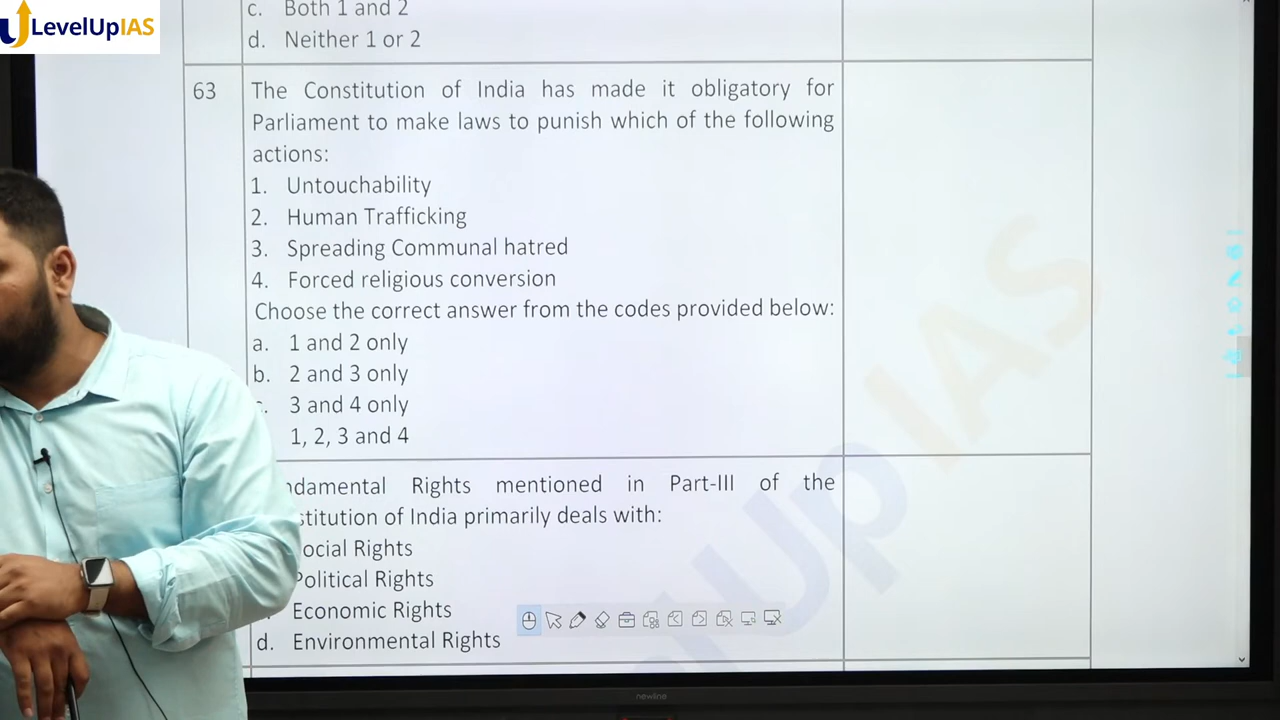 LevelUpIAS
c. Both 1 and 2
d. Neither 1 or 2
63 The Constitution of India has made it obligatory for
Parliament to make laws to punish which of the following
actions:
1. Untouchability
2. Human Trafficking
3. Spreading Communal hatred
4. Forced religious conversion
Choose the correct answer from the codes provided below:
a. 1 and 2 only
b. 2 and 3 only
3 and 4 only
1, 2, 3 and 4
Rights mentioned in Part-III of the
of India primarily deals with:
Rights
Political Rights
Economic Rights
d. Environmental Rights
UpIAS
newline